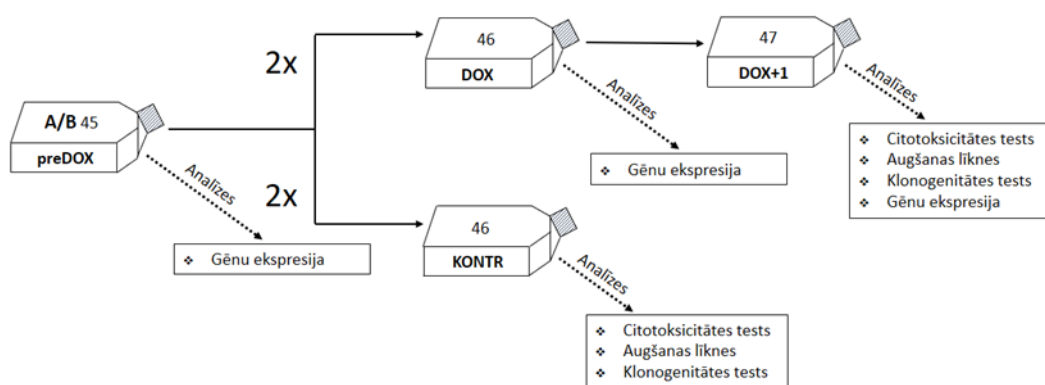 2x
46
DOX
47
DOX+1
Analīzes
Analīzes
❖ Citotoksicitātes tests
❖ Augšanas līknes
❖ Klonogenitātes tests
❖ Gēnu ekspresija
❖ Gēnu ekspresija
A/B 45
preDOX
Analīzes
❖ Gēnu ekspresija
2x
46
KONTR
Analīzes
❖ Citotoksicitātes tests
❖ Augšanas līknes
❖ Klonogenitātes tests